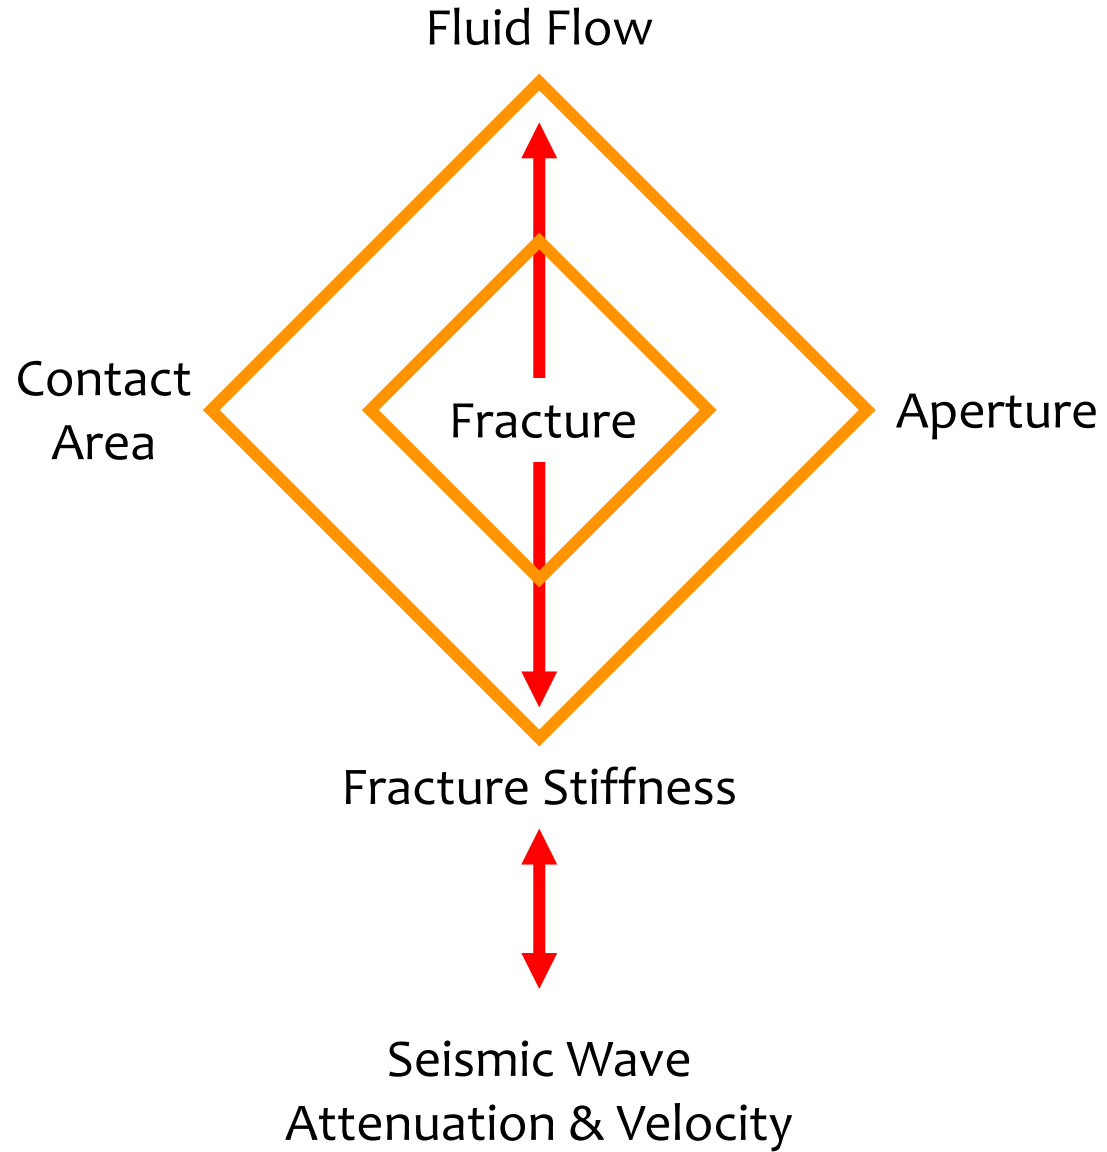 Fluid Flow
Contact
Area
Fracture
Aperture
Fracture Stiffness
Seismic Wave
Attenuation & Velocity